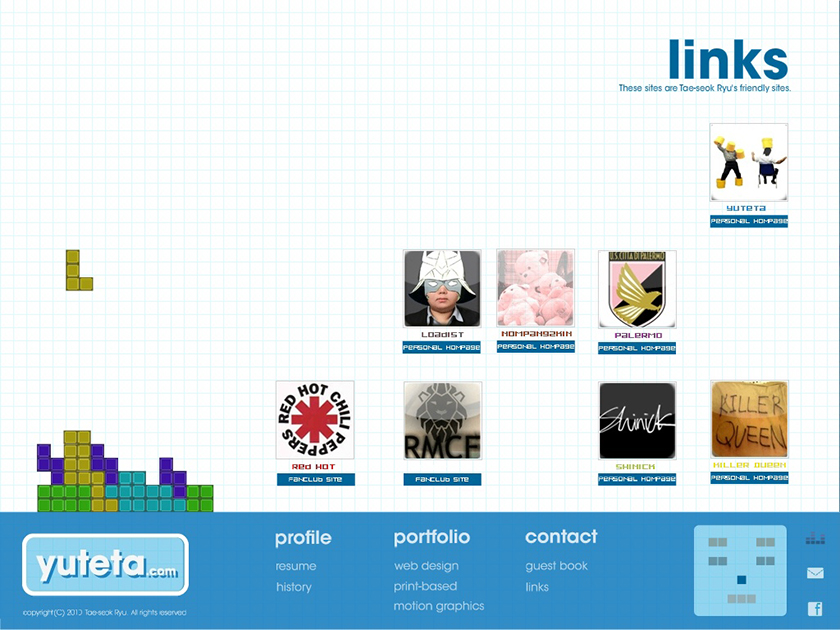 links
These sites are Tae-seok Ryu's friendly sites.
yuteta
PERSONAL HOMPAGE
U.S. CITTÀ DI PALERMO
LOADIST
HOMPANGAXIN
PALERMO
PERSONAL HOMPAGE
PERSONAL HOMPAGE
PERSONAL HOMPAGE
RED HOT CHILI PEPPERS
RMCF
Shinick
KILLER QUEEN
Red HOT
SHINICK
KILLER QUEEN
FANCLUB SITE
FANCLUB SITE
PERSONAL HOMPAGE
PERSONAL HOMPAGE
yuteta.com
profile
resume
history
portfolio
web design
print-based
motion graphics
contact
guest book
links
copyright(C) 2010 Tae-seok Ryu. All rights reserved